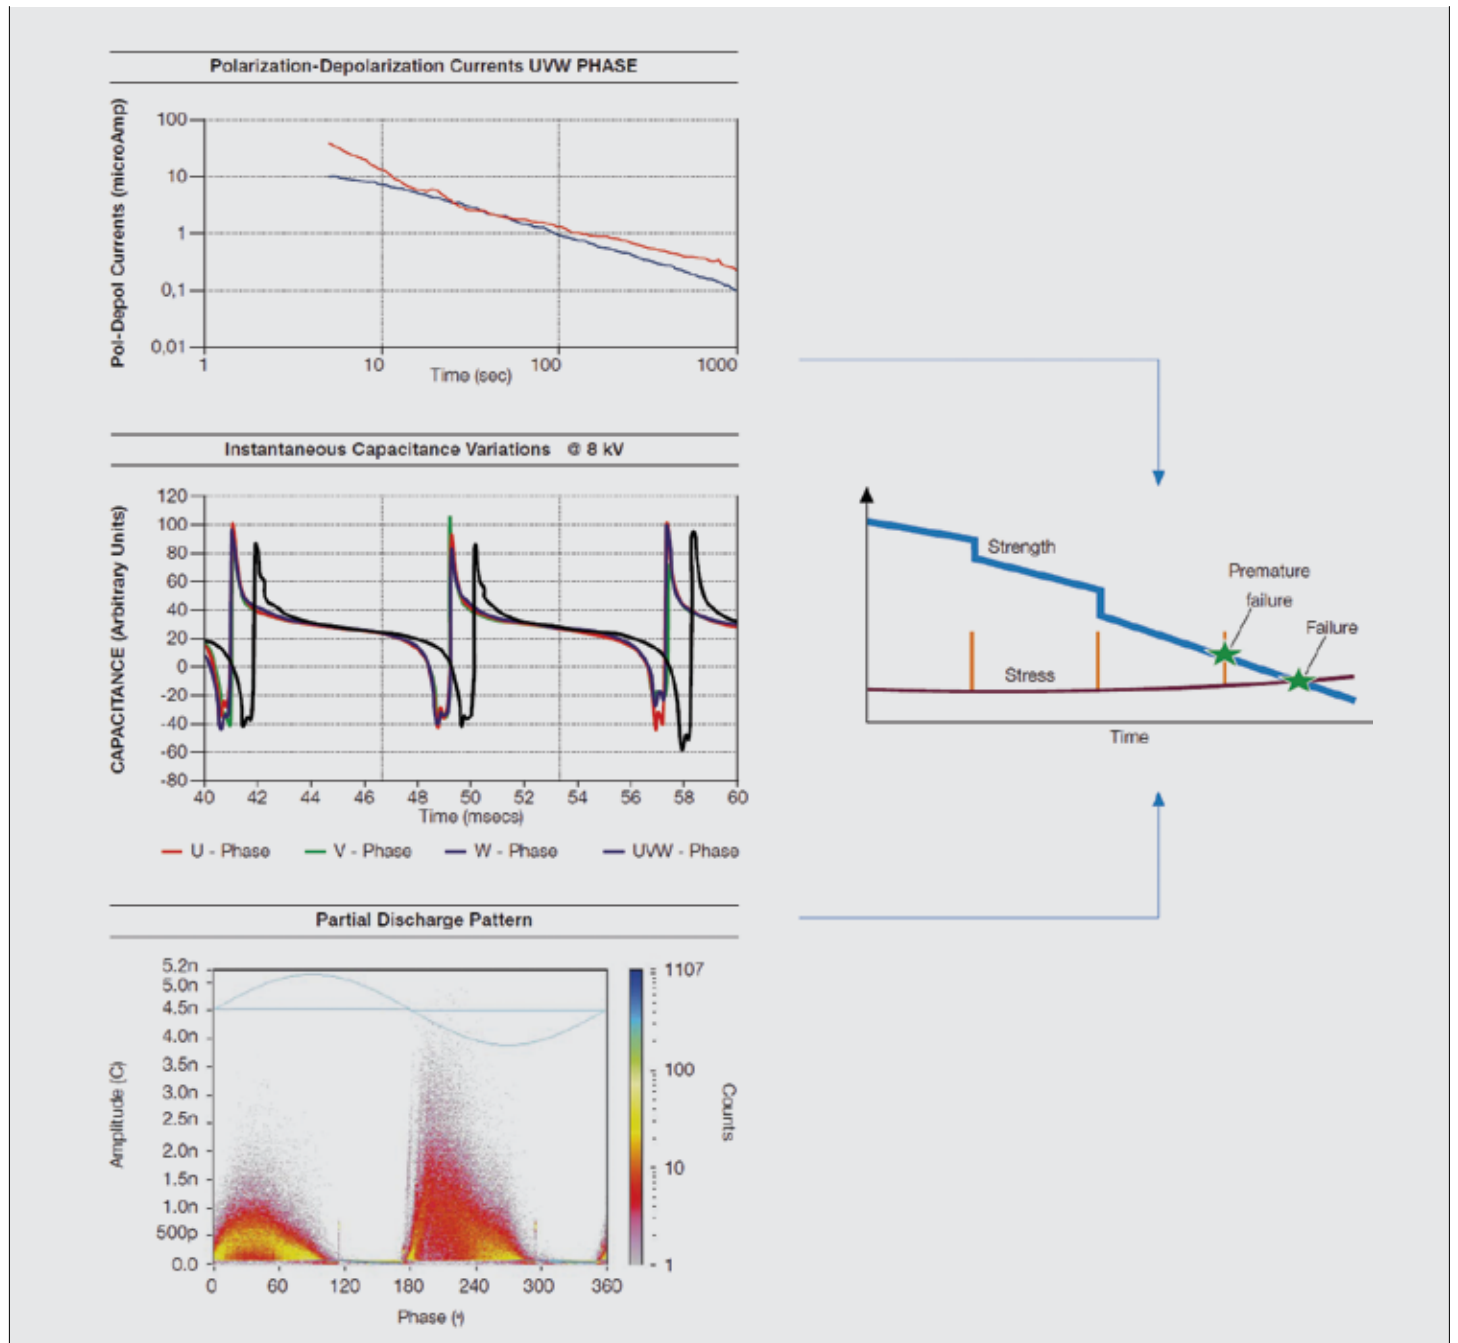 Polarization-Depolarization Currents UVW PHASE
Pol-Depol Currents (microAmp)
100
10
1
0,1
0,01
1
10
100
1000
Time (sec)
Instantaneous Capacitance Variations @ 8 kV
CAPACITANCE (Arbitrary Units)
120
100
80
60
40
20
0
-20
-40
-60
-80
40
42
44
46
48
50
52
54
56
58
60
Time (msecs)
U - Phase
V - Phase
W - Phase
UVW - Phase
Partial Discharge Pattern
Amplitude (C)
5.2n
5.0n
4.5n
4.0n
3.5n
3.0n
2.5n
2.0n
1.5n
1.0n
500p
0.0
0
60
120
180
240
300
360
Phase (°)
1107
100
10
1
Counts
Strength
Premature
failure
Failure
Stress
Time